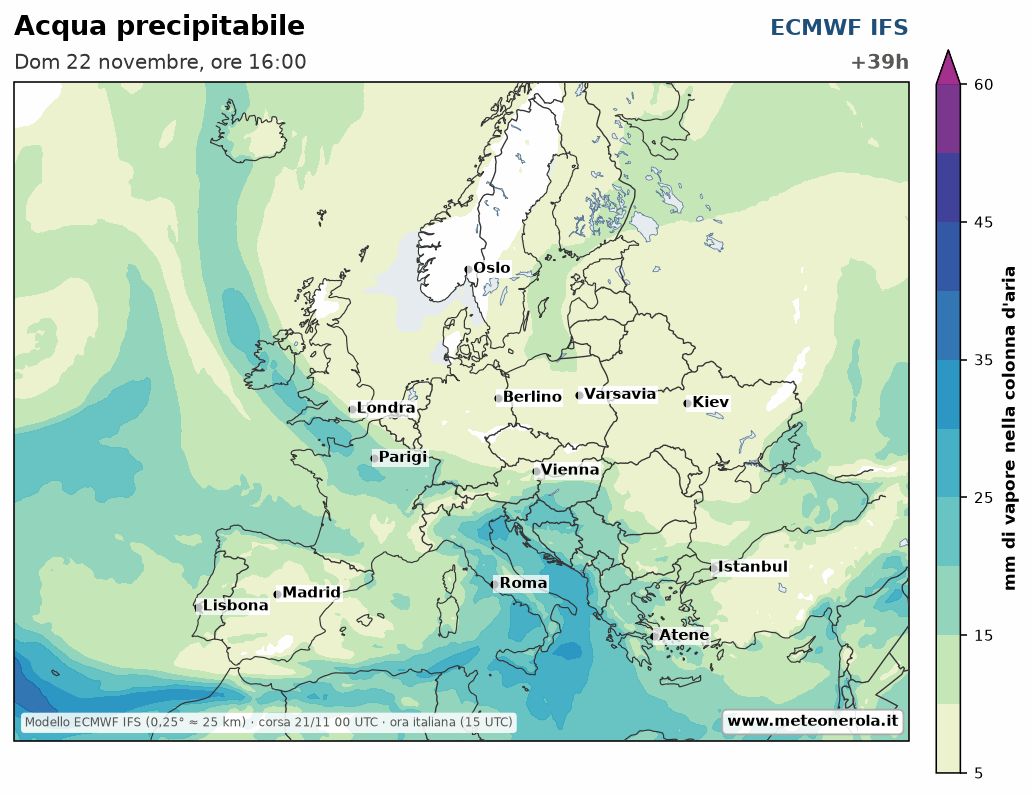 Acqua precipitabile
ECMWF IFS
Dom 22 novembre, ore 16:00
+39h
60
45
35
25
15
5
mm di vapore nella colonna d'aria
Oslo
Londra
Berlino
Varsavia
Kiev
Parigi
Vienna
Istanbul
Roma
Madrid
Lisbona
Atene
Modello ECMWF IFS (0,25° ≈ 25 km) · corsa 21/11 00 UTC · ora italiana (15 UTC)
www.meteonerola.it